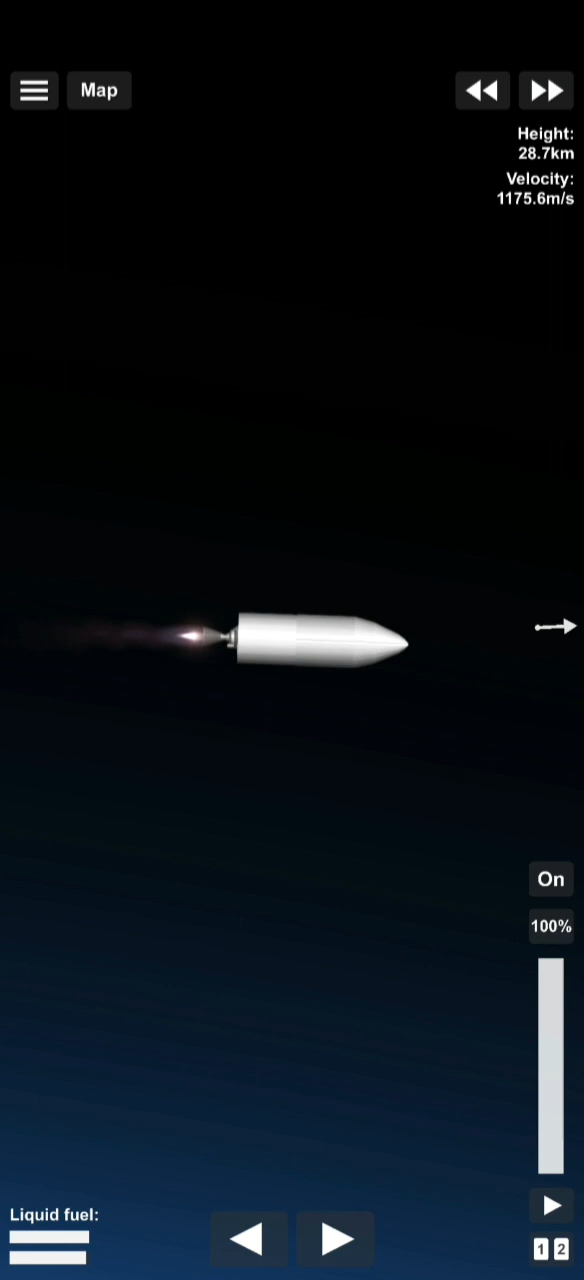 Map
Height:
28.7km
Velocity:
1175.6m/s
On
100%
Liquid fuel:
1 2